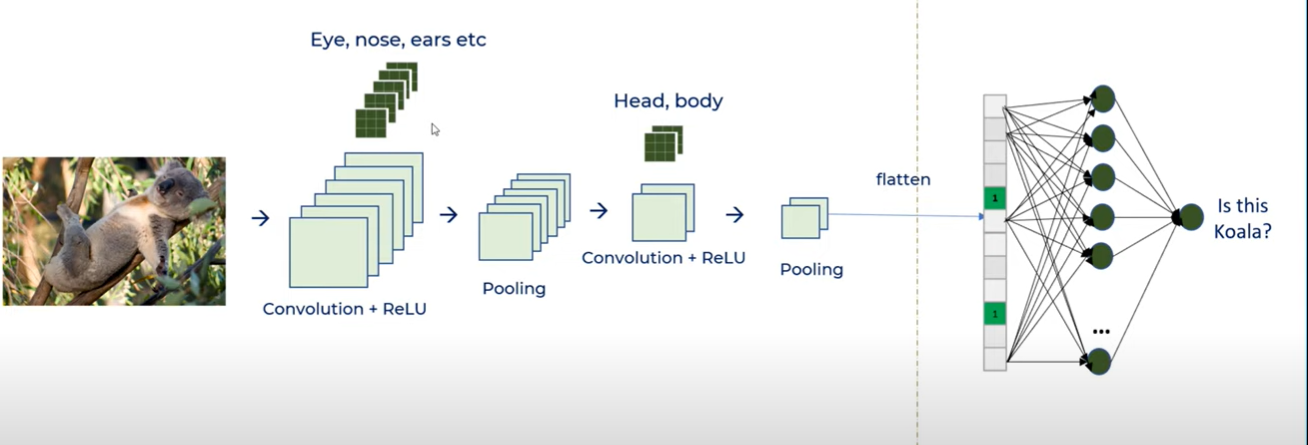 Eye, nose, ears etc
Head, body
flatten
1
Is this
Koala?
Convolution + ReLU
Pooling
Convolution + ReLU
Pooling
1
...